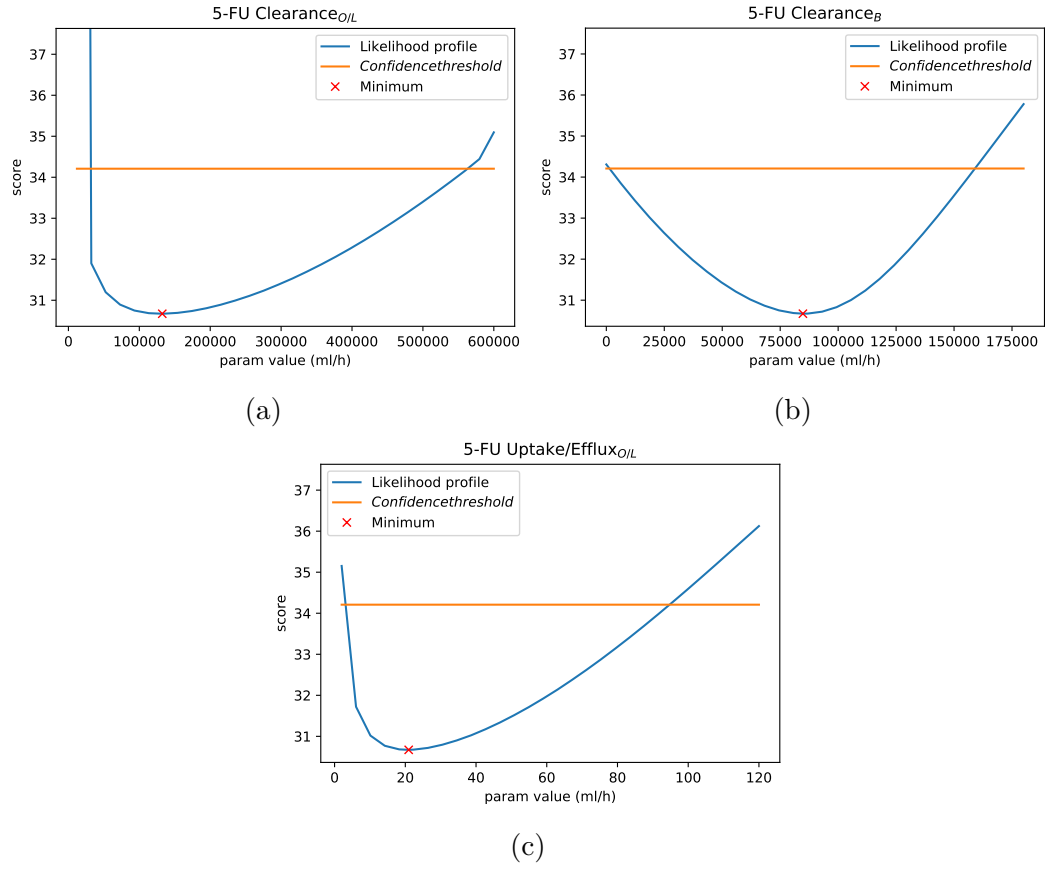 5-FU Clearance_{O/L}
Likelihood profile
Confidencethreshold
Minimum
37
36
35
34
33
32
31
score
0 100000 200000 300000 400000 500000 600000
param value (ml/h)
(a)
5-FU Clearance_{B}
Likelihood profile
Confidencethreshold
Minimum
37
36
35
34
33
32
31
score
0 25000 50000 75000 100000 125000 150000 175000
param value (ml/h)
(b)
5-FU Uptake/Efflux_{O/L}
Likelihood profile
Confidencethreshold
Minimum
37
36
35
34
33
32
31
score
0 20 40 60 80 100 120
param value (ml/h)
(c)